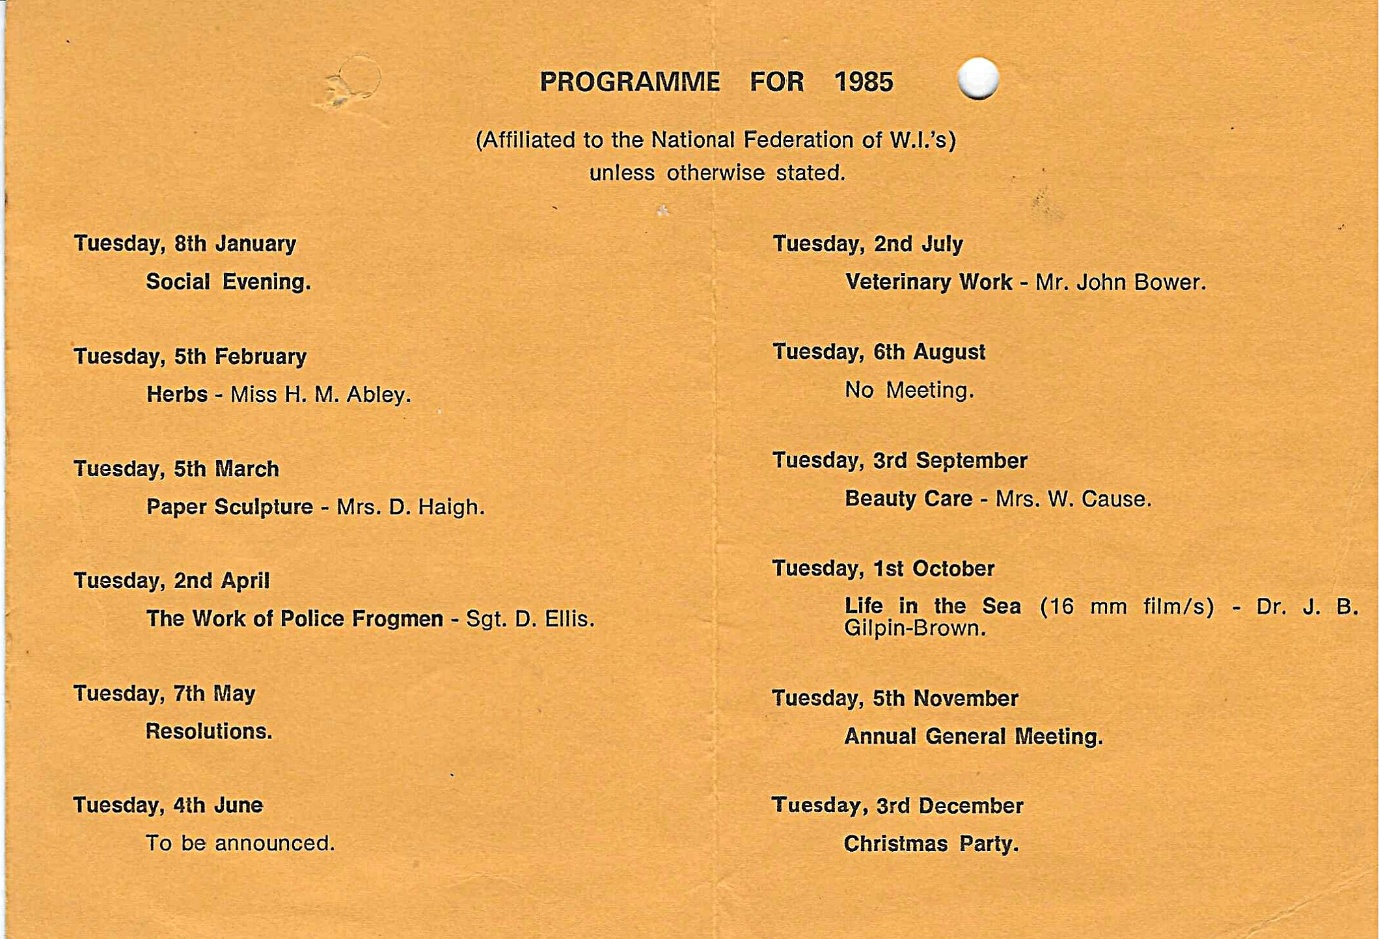 PROGRAMME FOR 1985
(Affiliated to the National Federation of W.I.'s)
unless otherwise stated.
Tuesday, 8th January
Social Evening.
Tuesday, 5th February
Herbs - Miss H. M. Abley.
Tuesday, 5th March
Paper Sculpture - Mrs. D. Haigh.
Tuesday, 2nd April
The Work of Police Frogmen - Sgt. D. Ellis.
Tuesday, 7th May
Resolutions.
Tuesday, 4th June
To be announced.
Tuesday, 2nd July
Veterinary Work - Mr. John Bower.
Tuesday, 6th August
No Meeting.
Tuesday, 3rd September
Beauty Care - Mrs. W. Cause.
Tuesday, 1st October
Life in the Sea (16 mm film/s) - Dr. J. B.
Gilpin-Brown.
Tuesday, 5th November
Annual General Meeting.
Tuesday, 3rd December
Christmas Party.